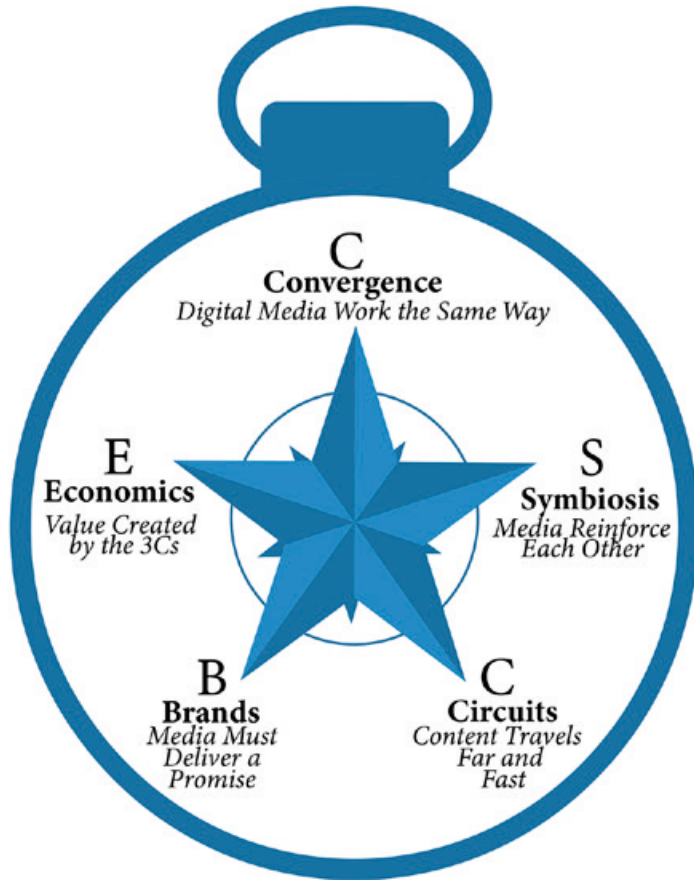 C
Convergence
Digital Media Work the Same Way
E
Economics
Value Created
by the 3Cs
S
Symbiosis
Media Reinforce
Each Other
B
Brands
Media Must
Deliver a
Promise
C
Circuits
Content Travels
Far and
Fast